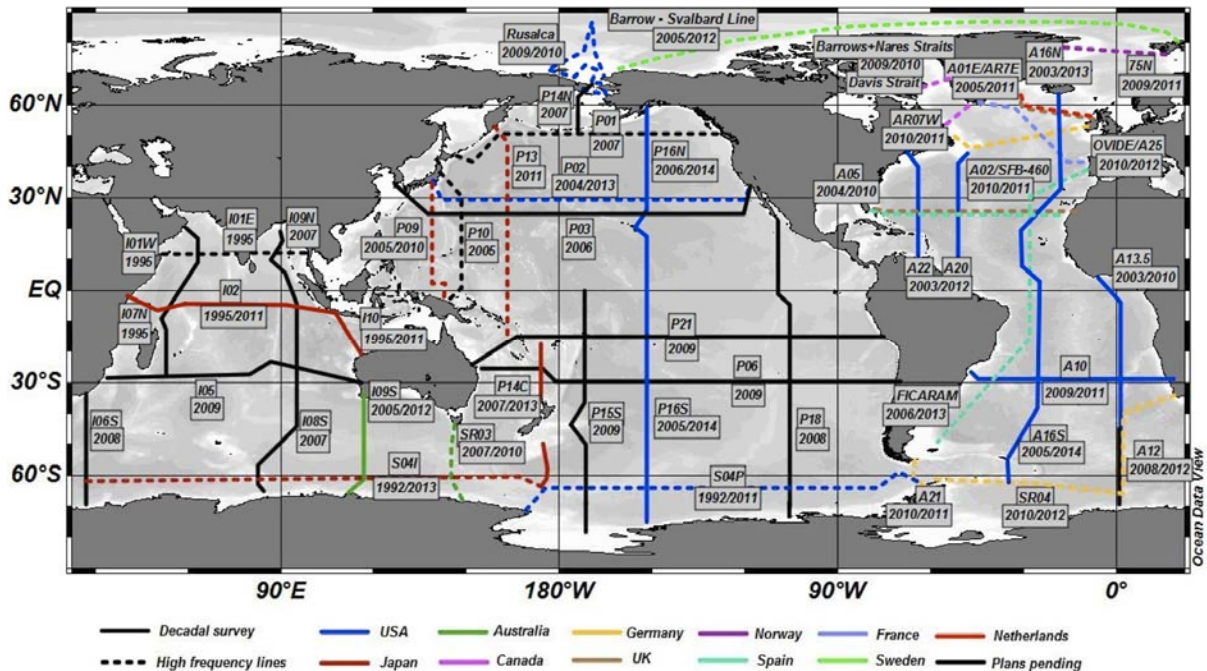 Barrow - Svalbard Line
2005/2012
Rusalca
2009/2010
Barrows+Nares Straits
2009/2010
Davis Strait
A01E/AR7E
2005/2011
A16N
2003/2013
75N
2009/2011
60°N
P14N
2007
P01
2007
AR07W
2010/2011
OVIDE/A25
2010/2012
P13
2011
P02
2004/2013
P16N
2006/2014
A05
2004/2010
A02/SFB-460
2010/2011
30°N
I01W
1995
I01E
1995
I09N
2007
P09
2005/2010
P10
2005
P03
2006
A22
A20
2003/2012
A13.5
2003/2010
EQ
I07N
1995
I02
1995/2011
I10
1995/2011
P21
2009
30°S
I05
2009
I09S
2005/2012
P14C
2007/2013
P06
2009
A10
2009/2011
I06S
2008
I08S
2007
SR03
2007/2010
P15S
2009
P16S
2005/2014
P18
2008
FICARAM
2006/2013
A16S
2005/2014
A12
2008/2012
60°S
S04I
1992/2013
S04P
1992/2011
A21
2010/2011
SR04
2010/2012
Ocean Data View
90°E
180°W
90°W
0°
Decadal survey
USA
Australia
Germany
Norway
France
Netherlands
High frequency lines
Japan
Canada
UK
Spain
Sweden
Plans pending